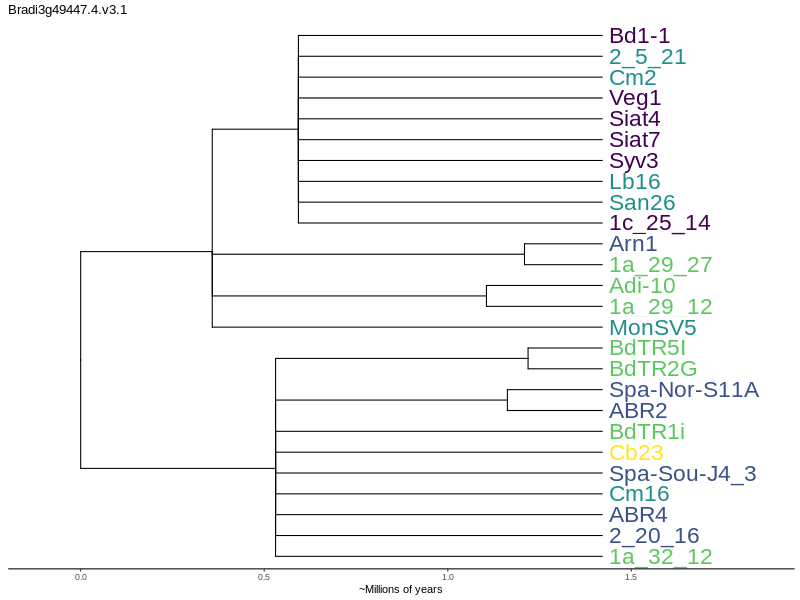 Bradi3g49447.4.v3.1
Bd1-1
2_5_21
Cm2
Veg1
Siat4
Siat7
Syv3
Lb16
San26
1c_25_14
Arn1
1a_29_27
Adi-10
1a_29_12
MonSV5
BdTR5I
BdTR2G
Spa-Nor-S11A
ABR2
BdTR1i
Cb23
Spa-Sou-J4_3
Cm16
ABR4
2_20_16
1a_32_12
0.0 0.5 1.0 1.5
~Millions of years